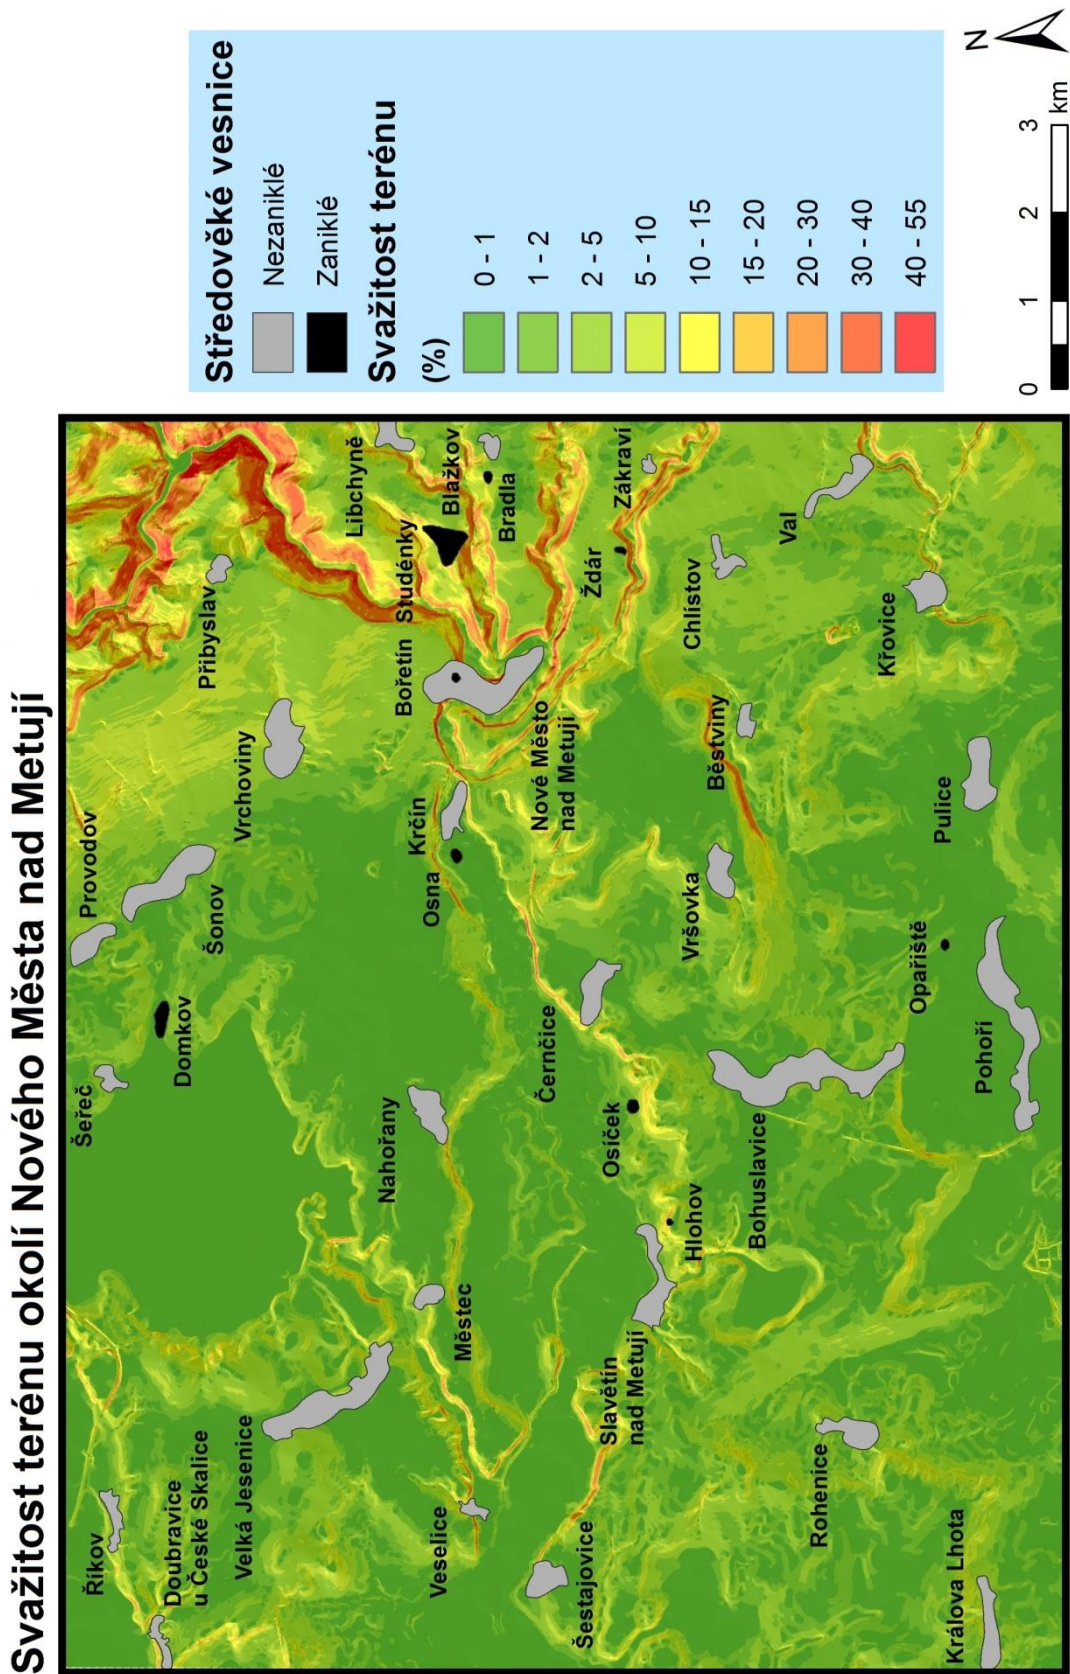 Svažitost terénu okolí Nového Města nad Metují
Říkov
Doubravice
u České Skalice
Velká Jesenice
Šeřeč
Domkov
Provodov
Šonov
Vrchoviny
Přibyslav
Libchyně
Studénky
Blažkov
Bradla
Bořetín
Krčín
Osna
Nahořany
Městec
Veselice
Nové Město
nad Metují
Ždár
Zákraví
Černčice
Osíček
Hlohov
Slavětín
nad Metují
Šestajovice
Vršovka
Běstviny
Chlístov
Val
Bohuslavice
Rohenice
Křovice
Pulice
Opařiště
Pohoří
Králova Lhota
Středověké vesnice
Nezaniklé
Zaniklé
Svažitost terénu
(%)
0 - 1
1 - 2
2 - 5
5 - 10
10 - 15
15 - 20
20 - 30
30 - 40
40 - 55
N
0 1 2 3
km